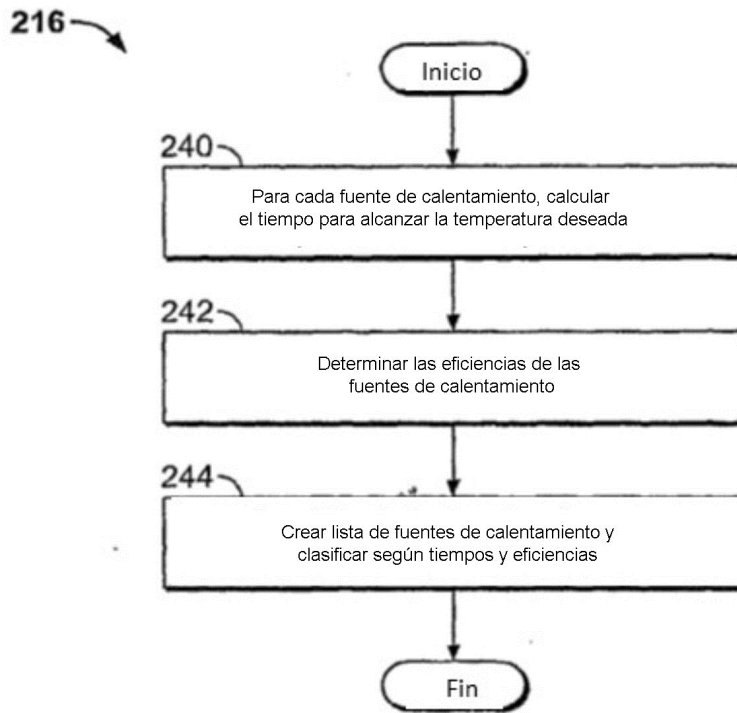 216
Inicio
240
Para cada fuente de calentamiento, calcular
el tiempo para alcanzar la temperatura deseada
242
Determinar las eficiencias de las
fuentes de calentamiento
244
Crear lista de fuentes de calentamiento y
clasificar según tiempos y eficiencias
Fin